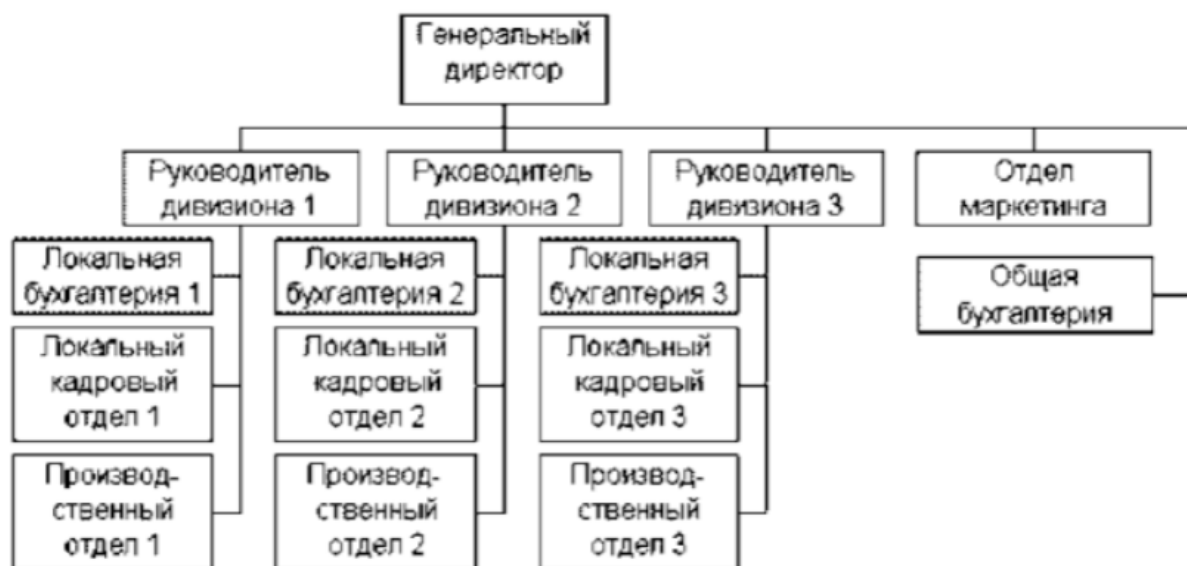 Генеральный
директор
Руководитель
дивизиона 1
Руководитель
дивизиона 2
Руководитель
дивизиона 3
Отдел
маркетинга
Локальная
бухгалтерия 1
Локальная
бухгалтерия 2
Локальная
бухгалтерия 3
Общая
бухгалтерия
Локальный
кадровый
отдел 1
Локальный
кадровый
отдел 2
Локальный
кадровый
отдел 3
Производ-
ственный
отдел 1
Производ-
ственный
отдел 2
Производ-
ственный
отдел 3